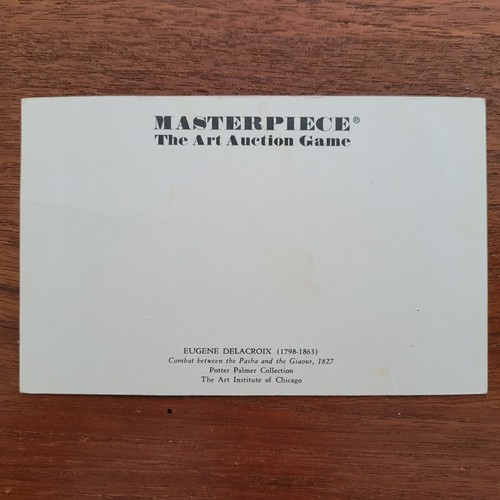 MASTERPIECE®
The Art Auction Game
EUGENE DELACROIX (1798-1863)
Combat between the Pasha and the Giaour, 1827
Potter Palmer Collection
The Art Institute of Chicago